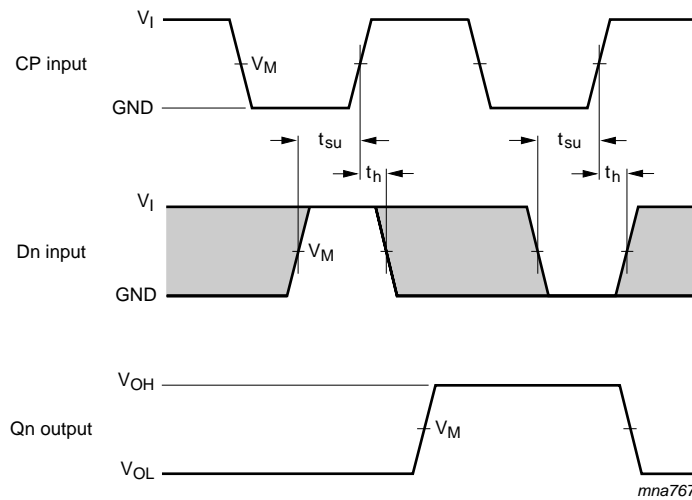 V_I
CP input
V_M
GND
t_su
t_su
t_h
t_h
V_I
Dn input
V_M
GND
V_OH
Qn output
V_M
V_OL
mna767